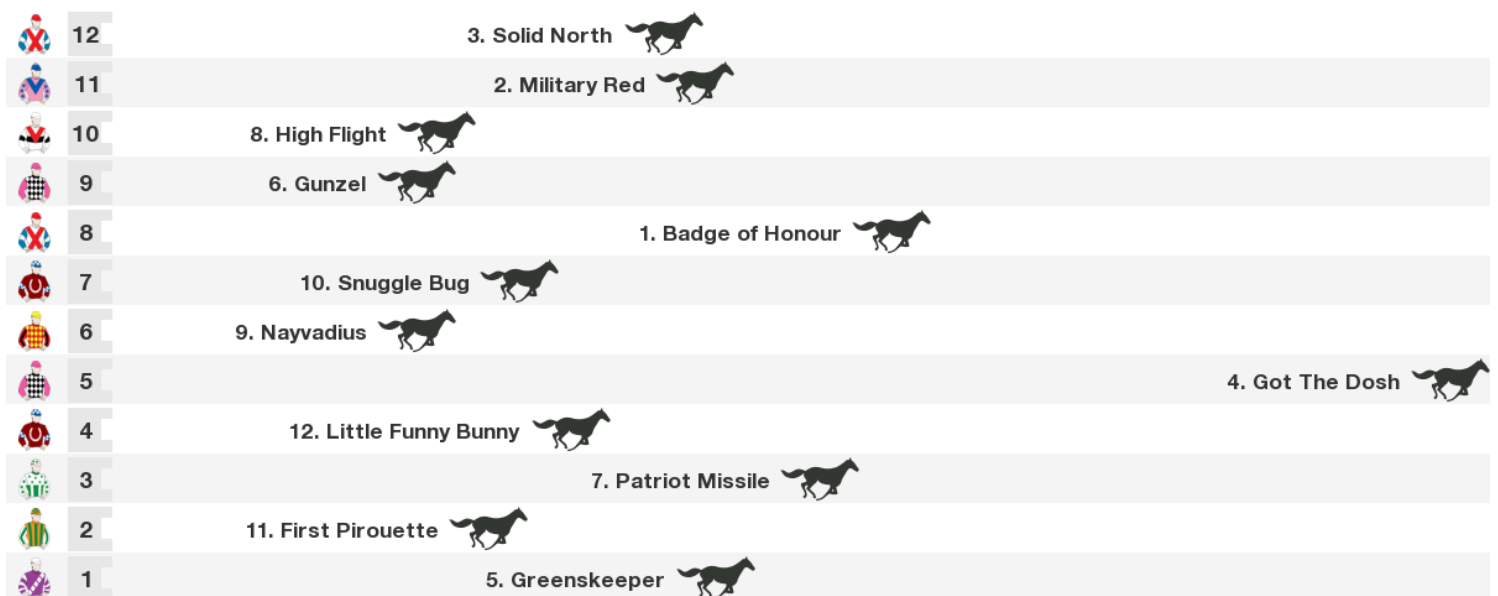 12 3. Solid North
11 2. Military Red
10 8. High Flight
9 6. Gunzel
8 1. Badge of Honour
7 10. Snuggle Bug
6 9. Nayvadius
5 4. Got The Dosh
4 12. Little Funny Bunny
3 7. Patriot Missile
2 11. First Pirouette
1 5. Greenskeeper